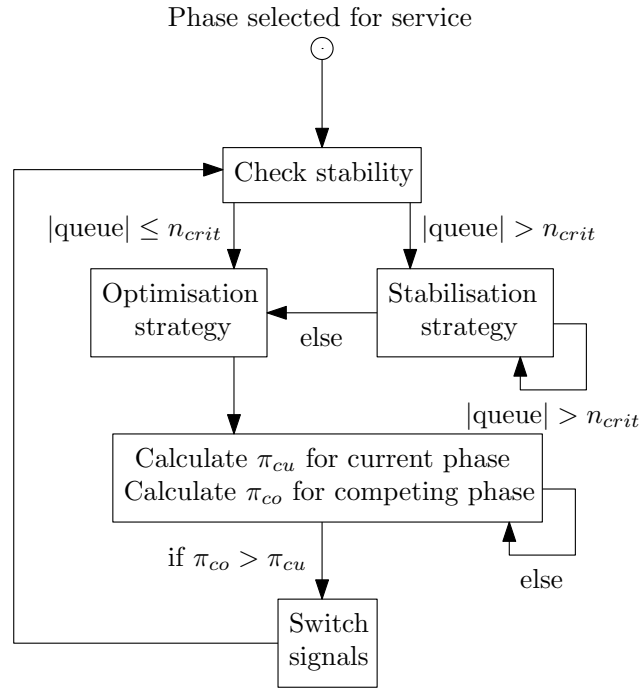 Phase selected for service
Check stability
|queue| ≤ n_crit
|queue| > n_crit
Optimisation
strategy
Stabilisation
strategy
else
|queue| > n_crit
Calculate π_cu for current phase
Calculate π_co for competing phase
if π_co > π_cu
else
Switch
signals